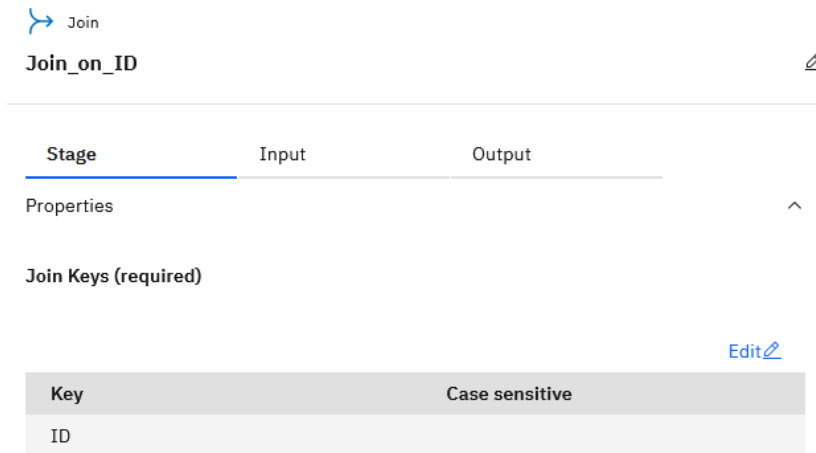 Join
Join_on_ID
Stage Input Output
Properties
Join Keys (required)
Edit
Key Case sensitive
ID